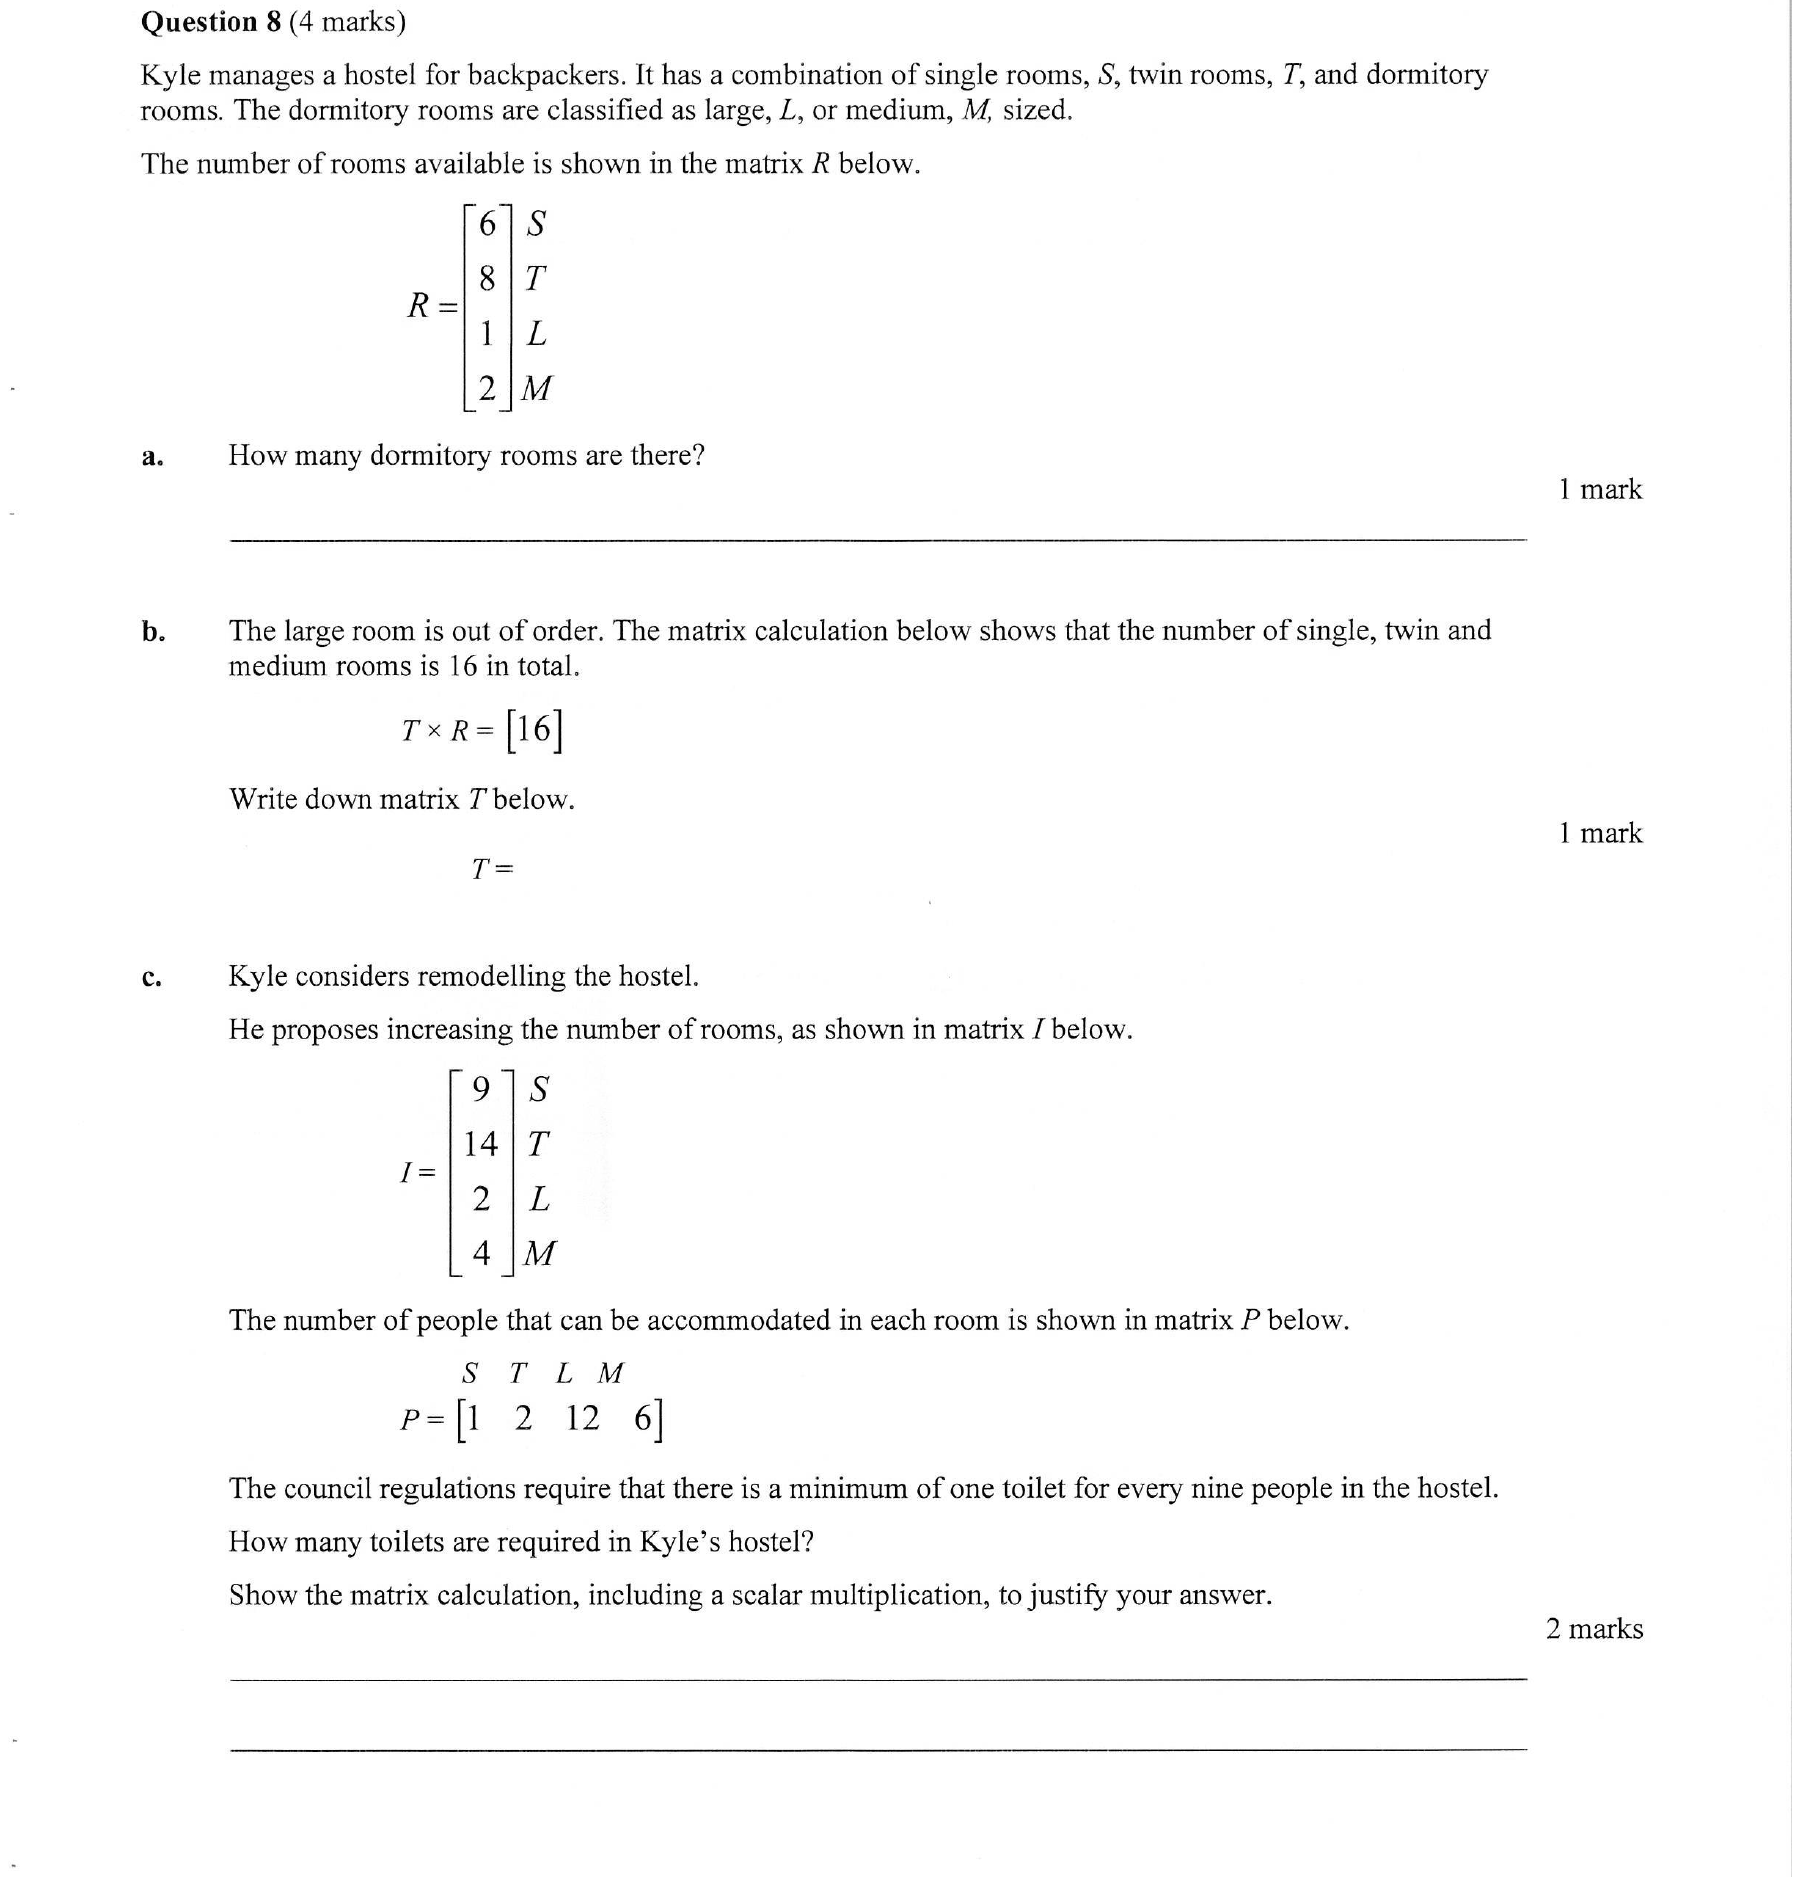 Question 8 (4 marks)
Kyle manages a hostel for backpackers. It has a combination of single rooms, S, twin rooms, T, and dormitory
rooms. The dormitory rooms are classified as large, L, or medium, M, sized.
The number of rooms available is shown in the matrix R below.
6 S
8 T
R =
1 L
2 M
a. How many dormitory rooms are there?
1 mark
b. The large room is out of order. The matrix calculation below shows that the number of single, twin and
medium rooms is 16 in total.
T × R = [16]
Write down matrix T below.
1 mark
T =
c. Kyle considers remodelling the hostel.
He proposes increasing the number of rooms, as shown in matrix I below.
9 S
14 T
I =
2 L
4 M
The number of people that can be accommodated in each room is shown in matrix P below.
S T L M
P = [1 2 12 6]
The council regulations require that there is a minimum of one toilet for every nine people in the hostel.
How many toilets are required in Kyle’s hostel?
Show the matrix calculation, including a scalar multiplication, to justify your answer.
2 marks